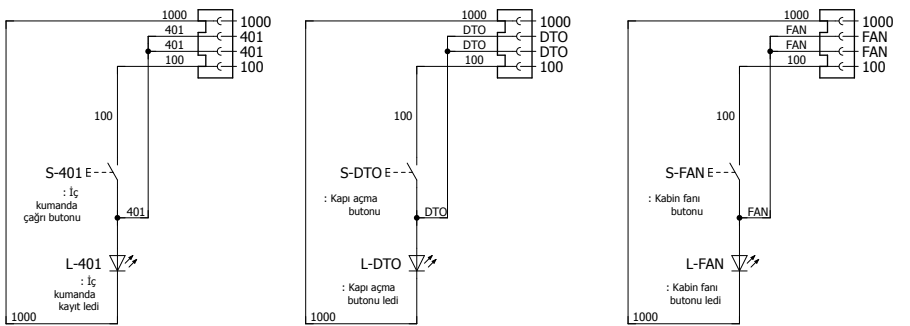 1000
1000
401
401
401
401
100
100
100
S-401
: İç
kumanda
çağrı butonu
401
L-401
: İç
kumanda
kayıt ledi
1000
1000
1000
DTO
DTO
DTO
DTO
100
100
100
S-DTO
: Kapı açma
butonu
DTO
L-DTO
: Kapı açma
butonu ledi
1000
1000
1000
FAN
FAN
FAN
FAN
100
100
100
S-FAN
: Kabin fanı
butonu
FAN
L-FAN
: Kabin fanı
butonu ledi
1000